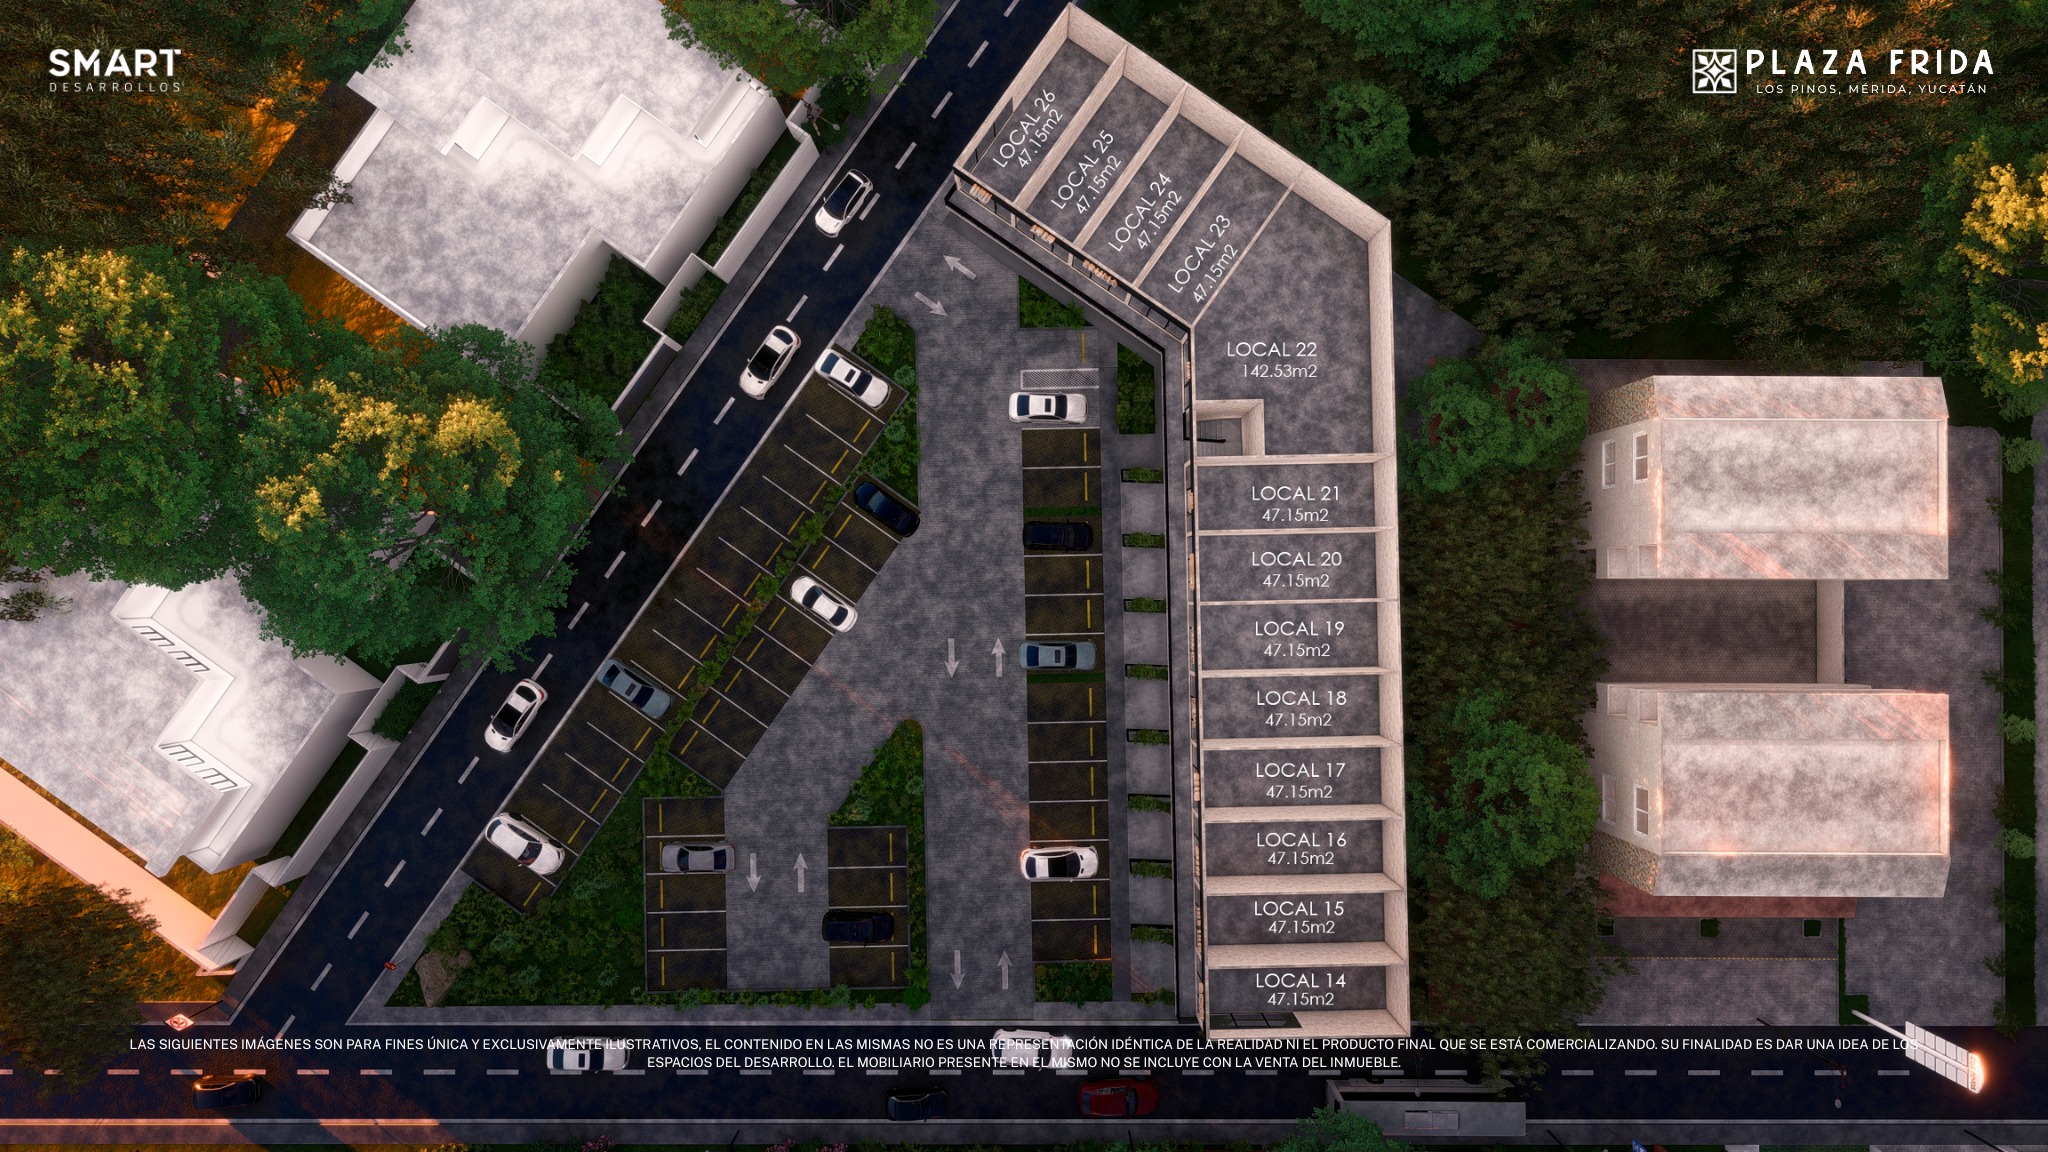 SMART
DESARROLLOS
PLAZA FRIDA
LOS PINOS, MÉRIDA, YUCATÁN
LOCAL 26
47.15m2
LOCAL 25
47.15m2
LOCAL 24
47.15m2
LOCAL 23
47.15m2
LOCAL 22
142.53m2
LOCAL 21
47.15m2
LOCAL 20
47.15m2
LOCAL 19
47.15m2
LOCAL 18
47.15m2
LOCAL 17
47.15m2
LOCAL 16
47.15m2
LOCAL 15
47.15m2
LOCAL 14
47.15m2
LAS SIGUIENTES IMÁGENES SON PARA FINES ÚNICA Y EXCLUSIVAMENTE ILUSTRATIVOS, EL CONTENIDO EN LAS MISMAS NO ES UNA REPRESENTACIÓN IDÉNTICA DE LA REALIDAD NI EL PRODUCTO FINAL QUE SE ESTÁ COMERCIALIZANDO. SU FINALIDAD ES DAR UNA IDEA DE LOS
ESPACIOS DEL DESARROLLO. EL MOBILIARIO PRESENTE EN EL MISMO NO SE INCLUYE CON LA VENTA DEL INMUEBLE.